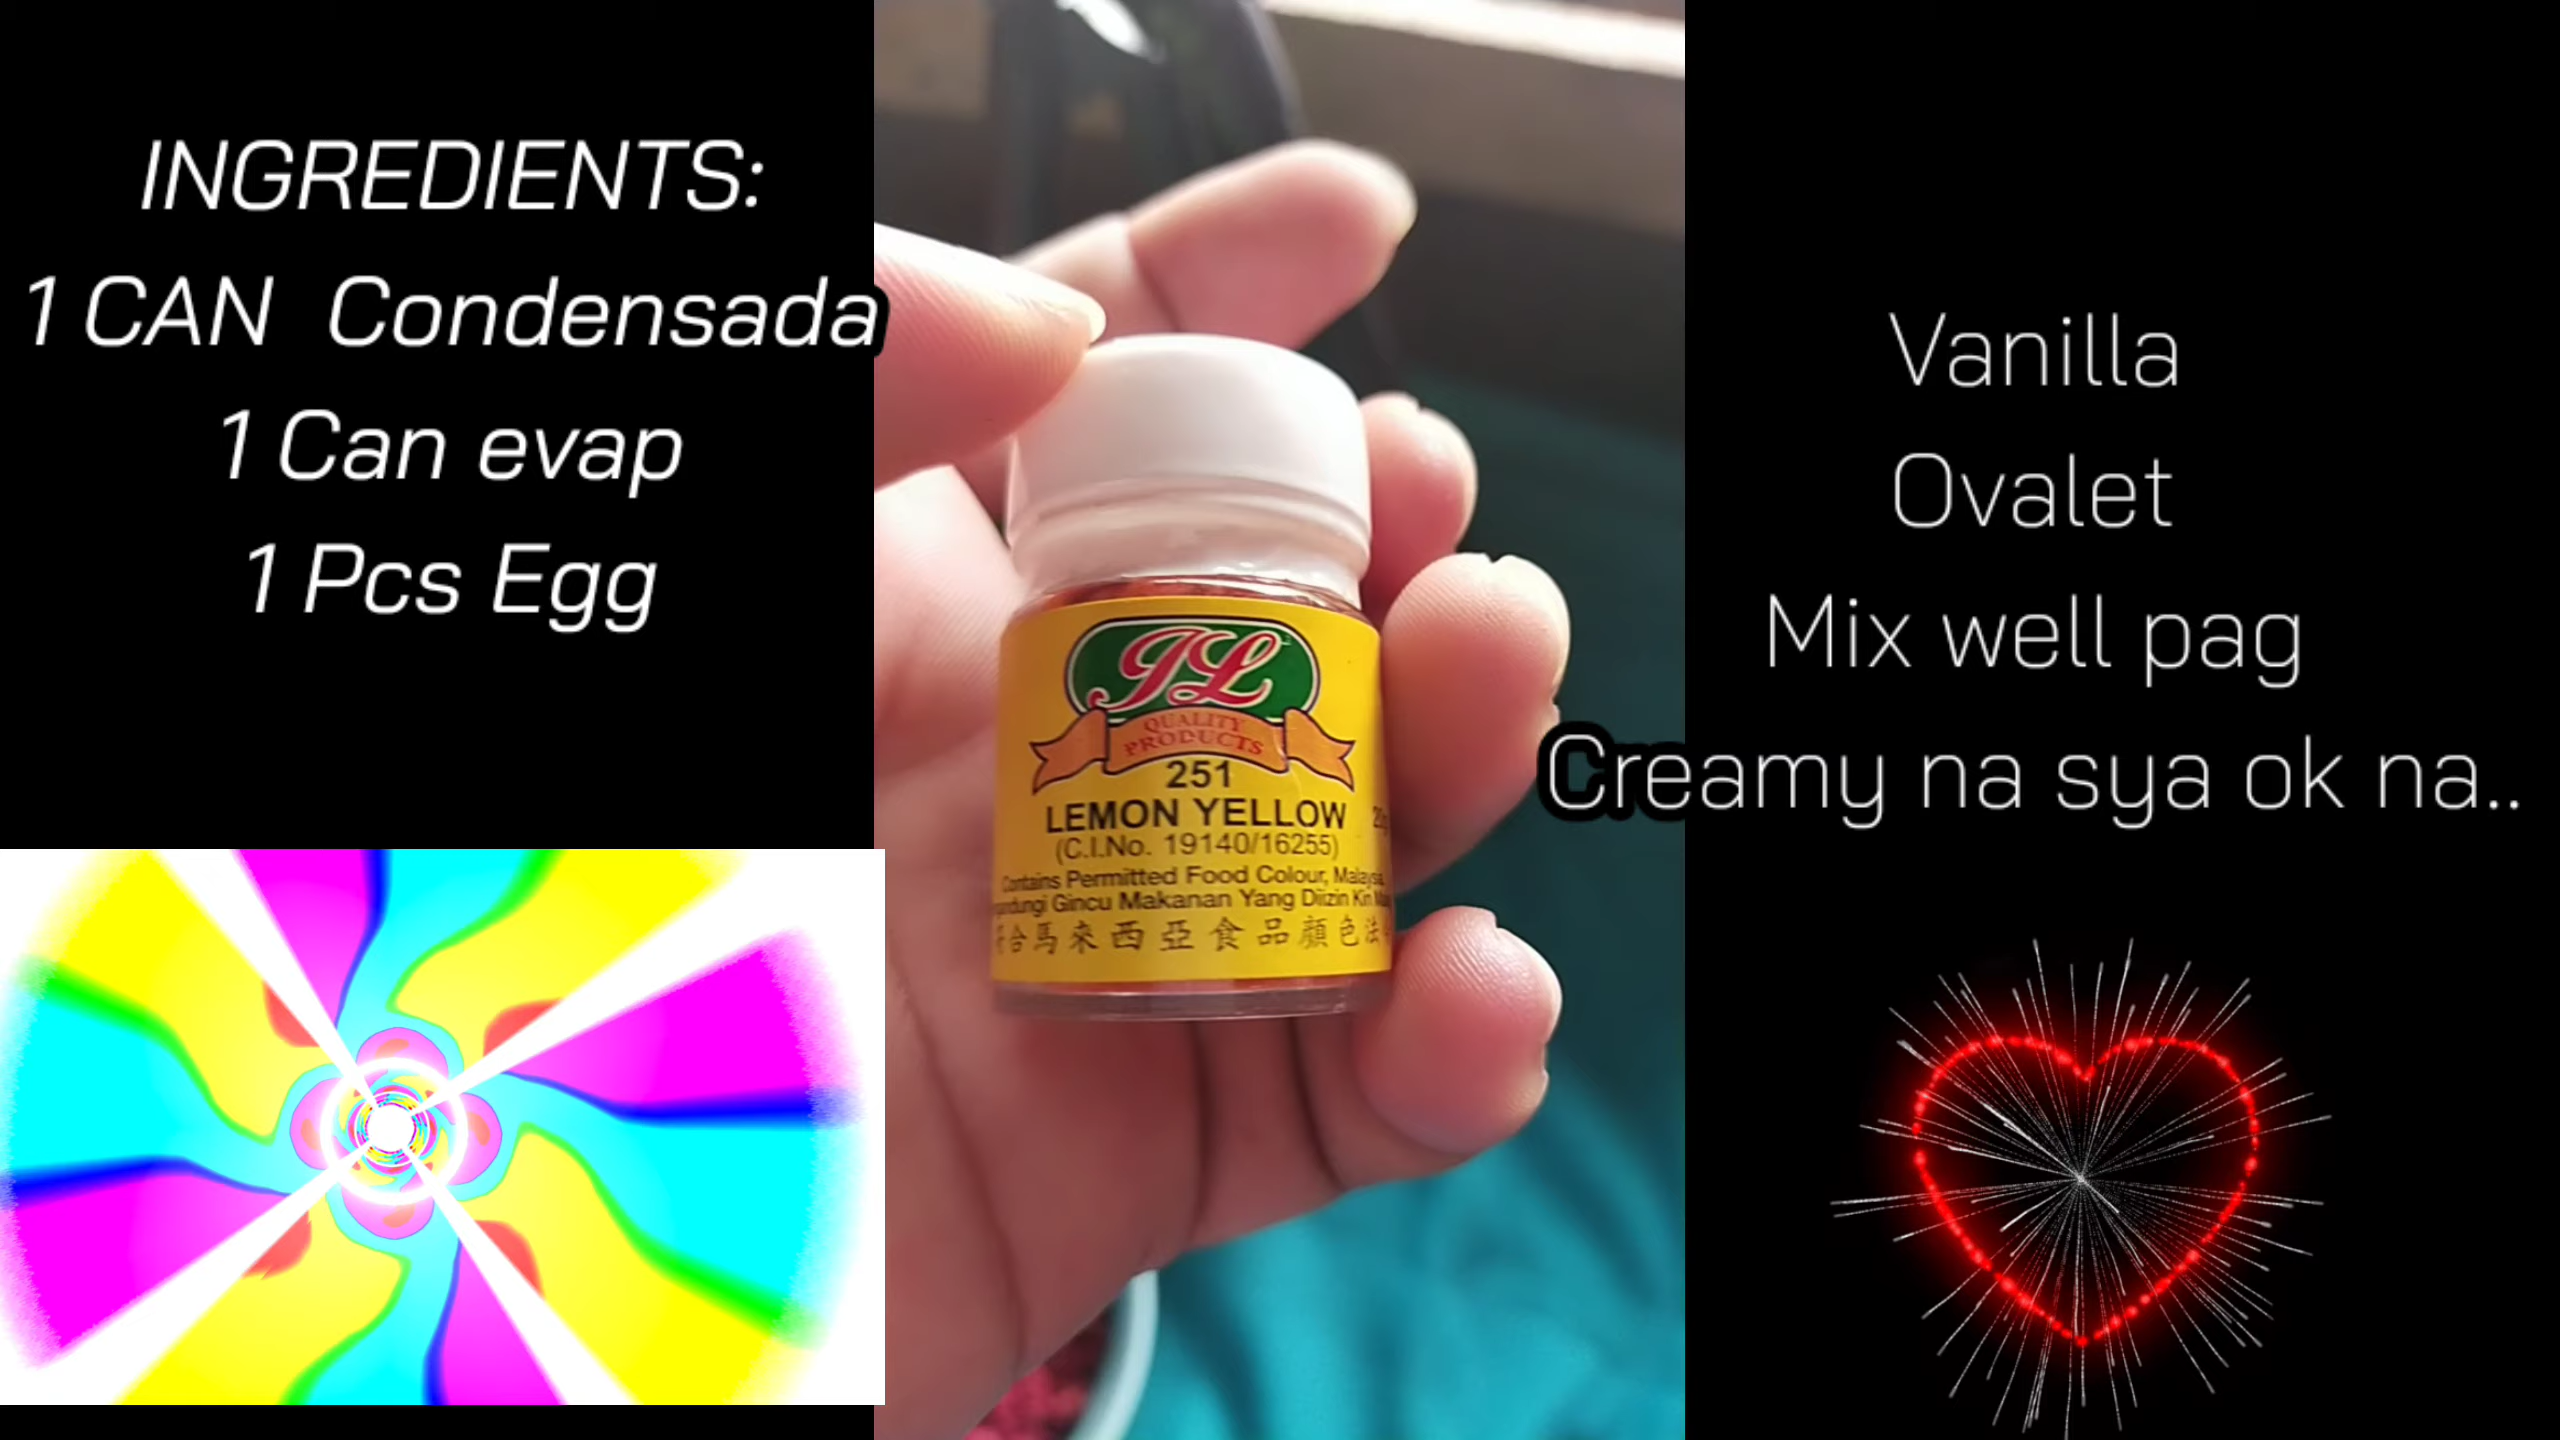 INGREDIENTS:
1 CAN Condensada
1 Can evap
1 Pcs Egg
JL
QUALITY
PRODUCTS
251
LEMON YELLOW
(C.I.No. 19140/16255)
Contains Permitted Food Colour,
Gincu Makanan Yang Diizin
合馬來西亞食品顏色法
Vanilla
Ovalet
Mix well pag
Creamy na sya ok na..